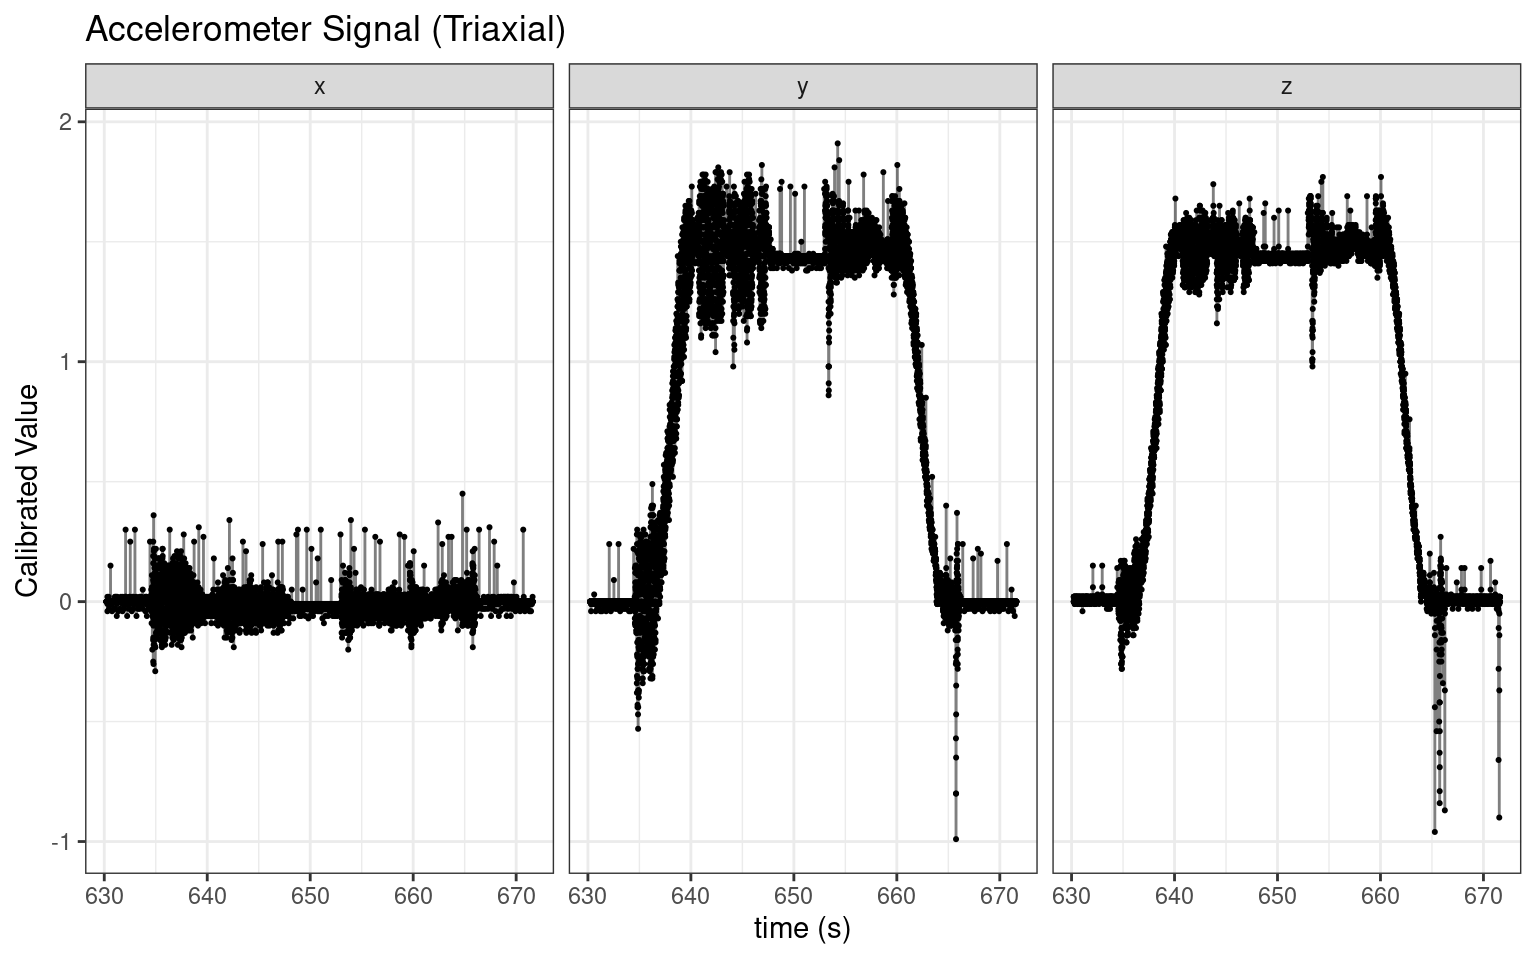 Accelerometer Signal (Triaxial)
x y z
Calibrated Value
2
1
0
-1
630 640 650 660 670 630 640 650 660 670 630 640 650 660 670
time (s)